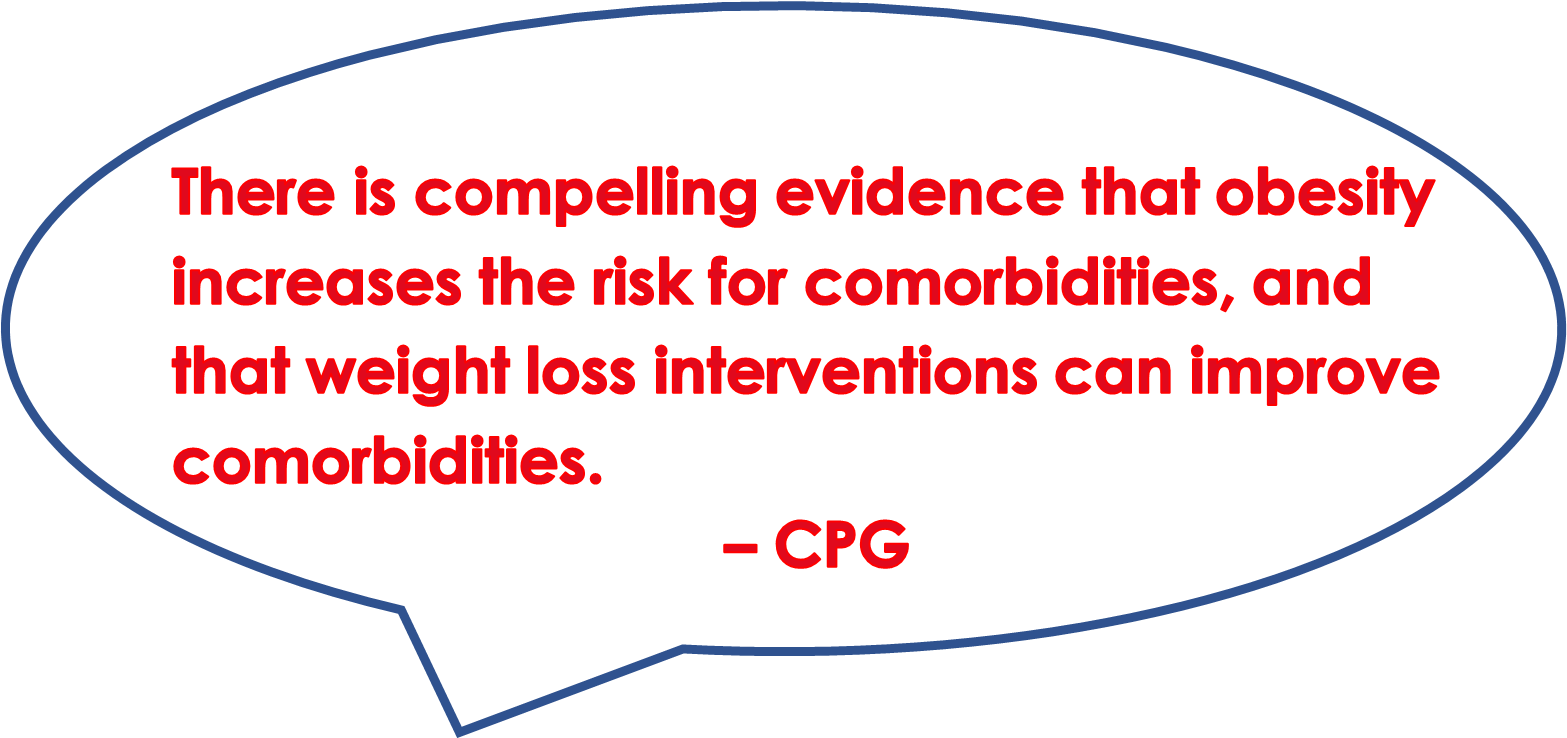 There is compelling evidence that obesity
increases the risk for comorbidities, and
that weight loss interventions can improve
comorbidities.
– CPG